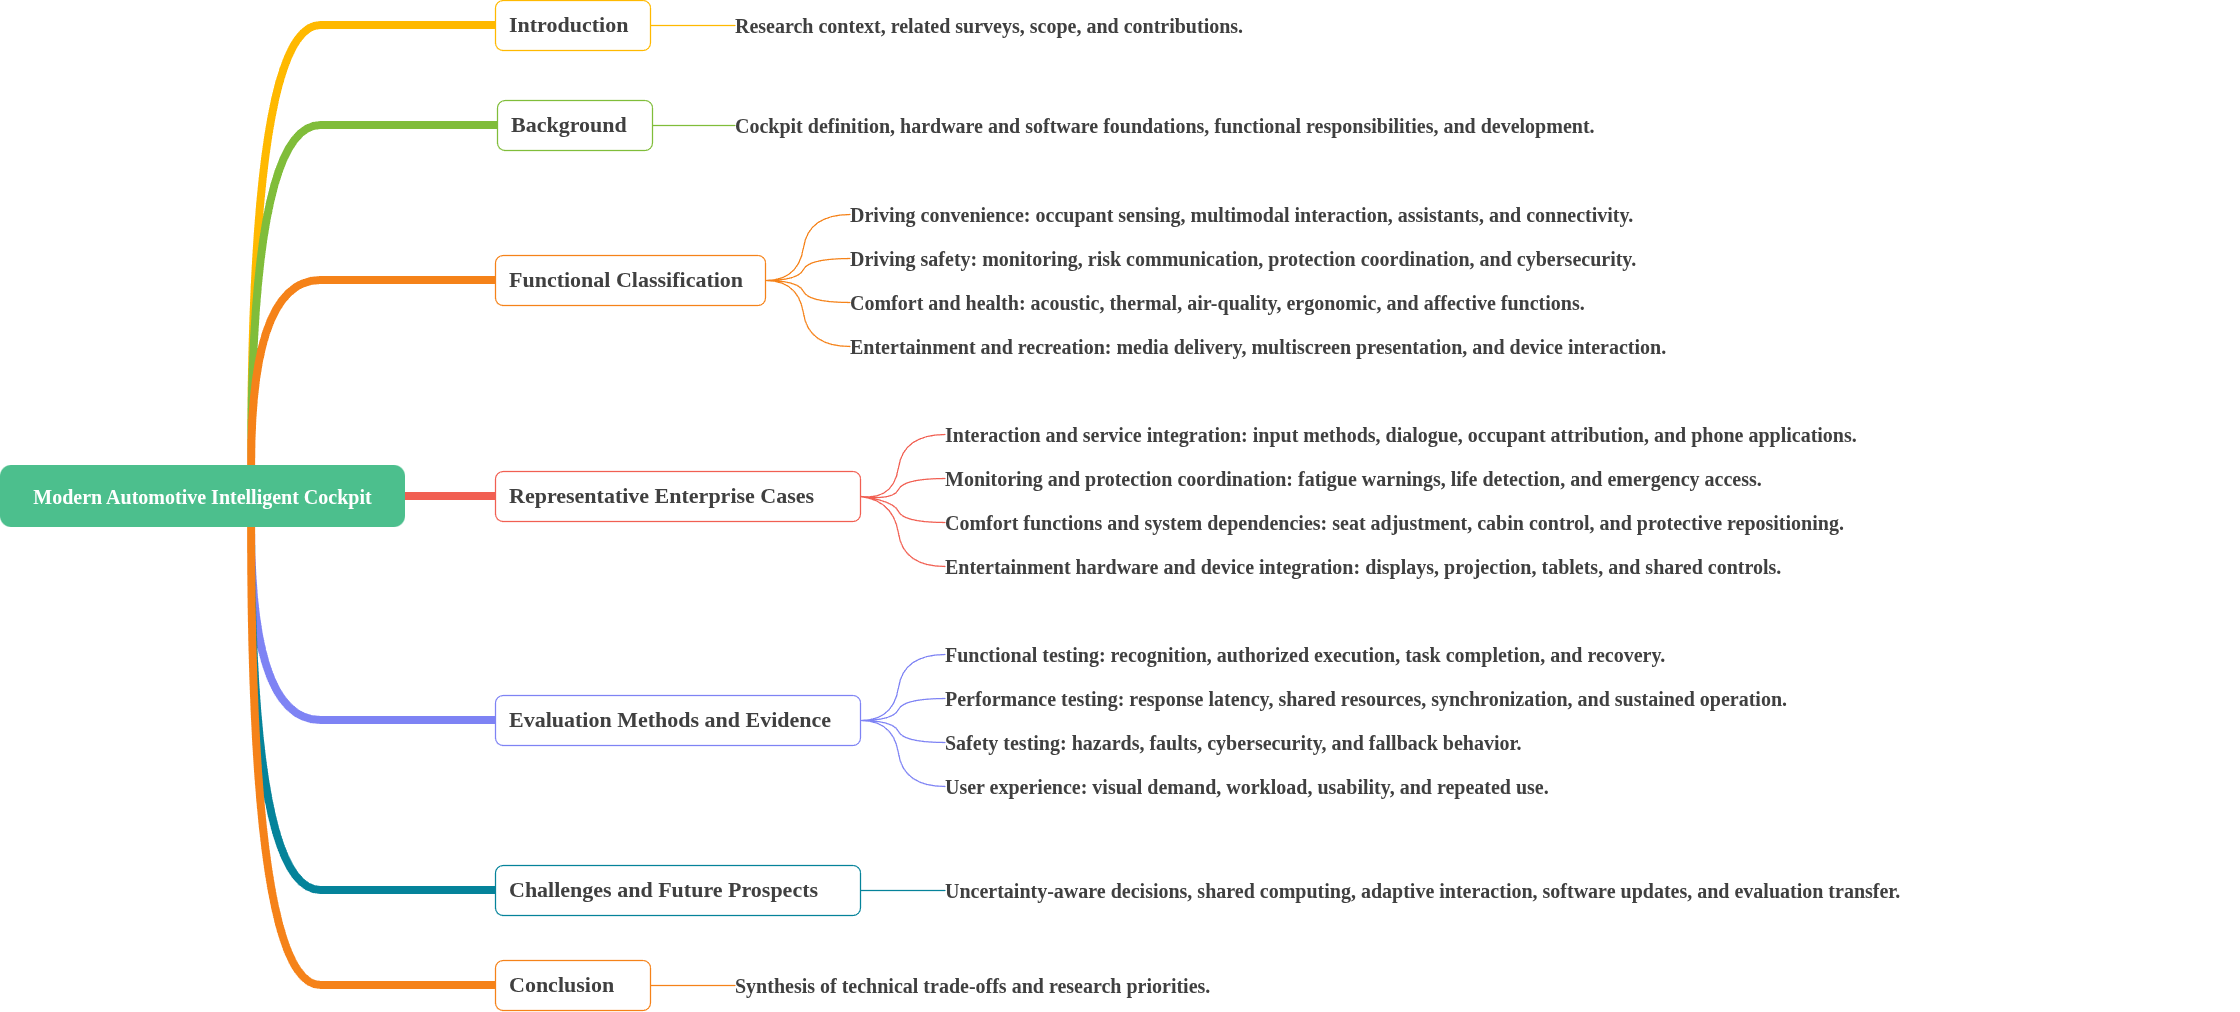 Introduction
Research context, related surveys, scope, and contributions.
Background
Cockpit definition, hardware and software foundations, functional responsibilities, and development.
Functional Classification
Driving convenience: occupant sensing, multimodal interaction, assistants, and connectivity.
Driving safety: monitoring, risk communication, protection coordination, and cybersecurity.
Comfort and health: acoustic, thermal, air-quality, ergonomic, and affective functions.
Entertainment and recreation: media delivery, multiscreen presentation, and device interaction.
Modern Automotive Intelligent Cockpit
Representative Enterprise Cases
Interaction and service integration: input methods, dialogue, occupant attribution, and phone applications.
Monitoring and protection coordination: fatigue warnings, life detection, and emergency access.
Comfort functions and system dependencies: seat adjustment, cabin control, and protective repositioning.
Entertainment hardware and device integration: displays, projection, tablets, and shared controls.
Evaluation Methods and Evidence
Functional testing: recognition, authorized execution, task completion, and recovery.
Performance testing: response latency, shared resources, synchronization, and sustained operation.
Safety testing: hazards, faults, cybersecurity, and fallback behavior.
User experience: visual demand, workload, usability, and repeated use.
Challenges and Future Prospects
Uncertainty-aware decisions, shared computing, adaptive interaction, software updates, and evaluation transfer.
Conclusion
Synthesis of technical trade-offs and research priorities.